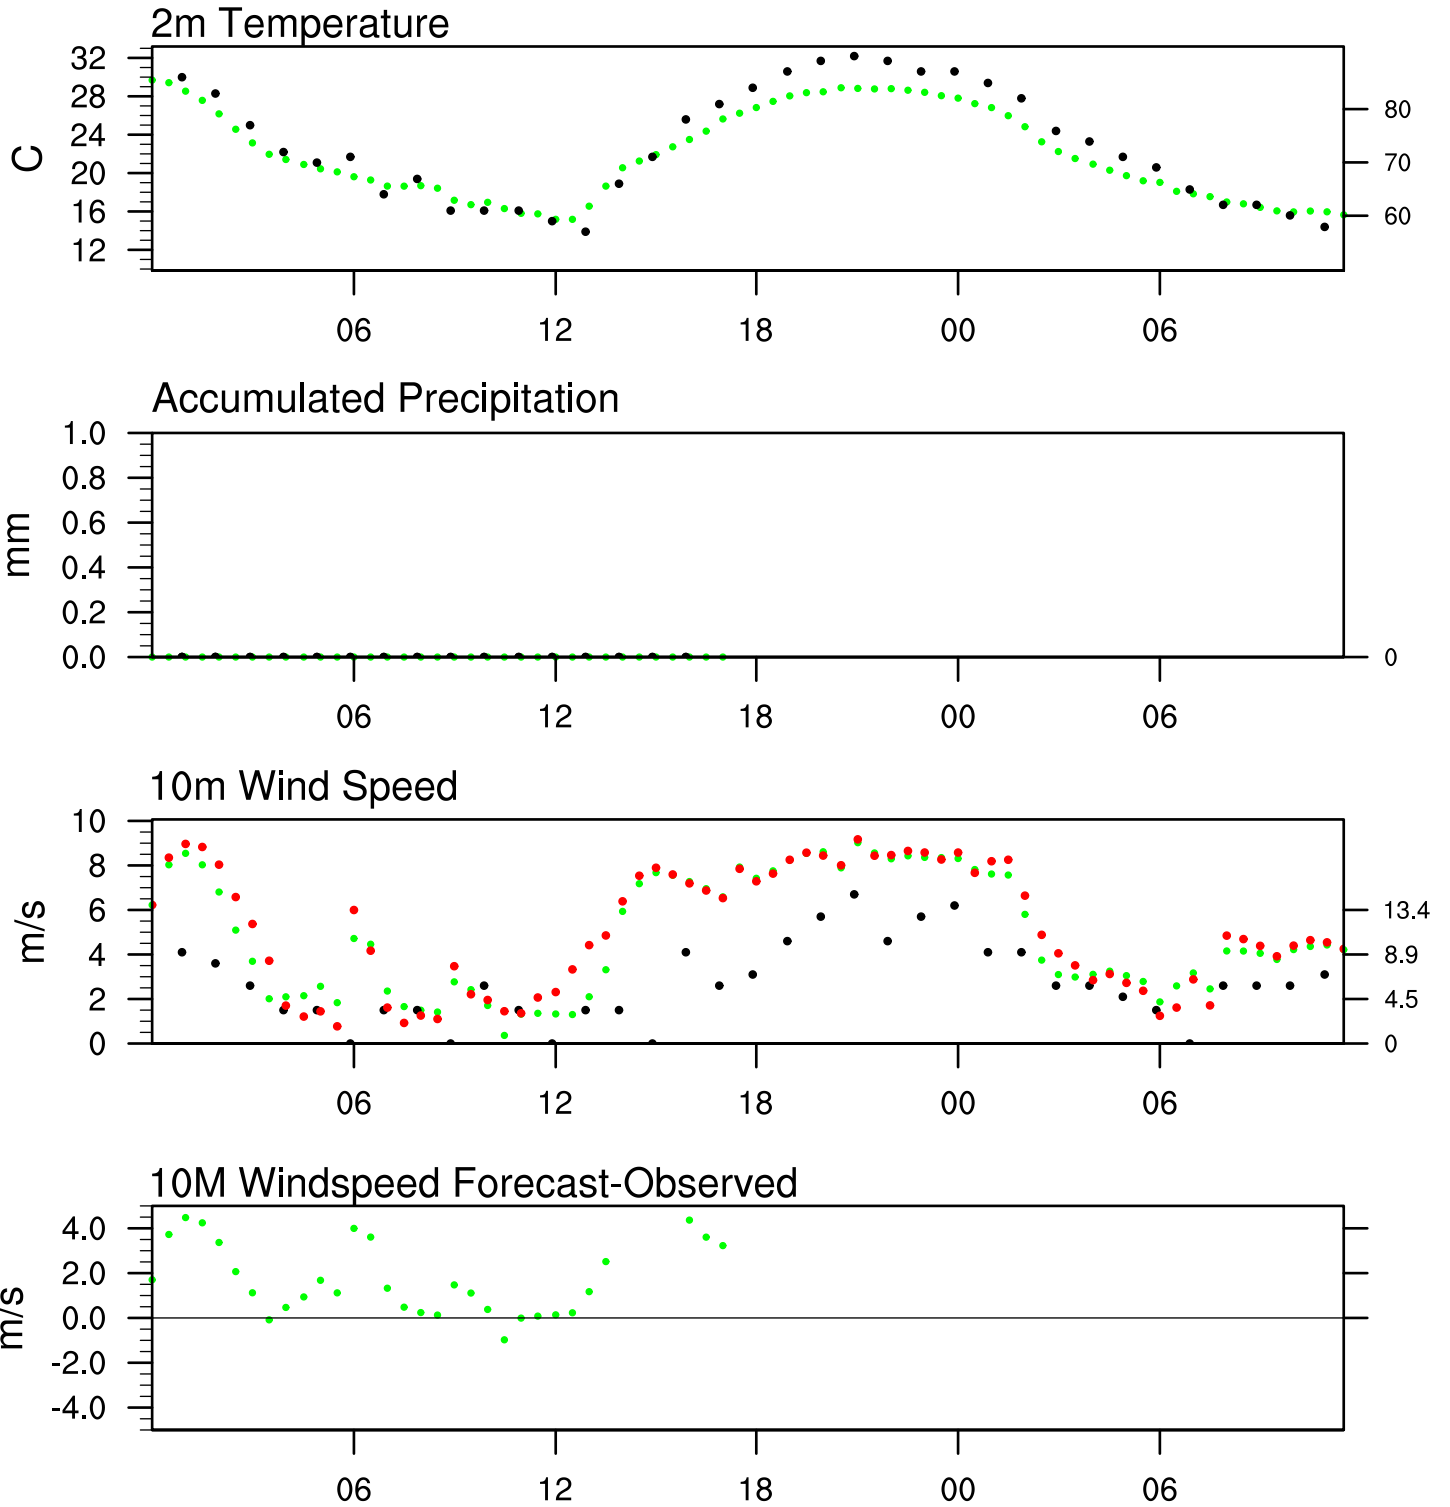 2m Temperature
32
28
24
20
16
12
C
80
70
60
06 12 18 00 06
Accumulated Precipitation
1.0
0.8
0.6
0.4
0.2
0.0
mm
0
06 12 18 00 06
10m Wind Speed
10
8
6
4
2
0
m/s
13.4
8.9
4.5
0
06 12 18 00 06
10M Windspeed Forecast-Observed
4.0
2.0
0.0
-2.0
-4.0
m/s
06 12 18 00 06